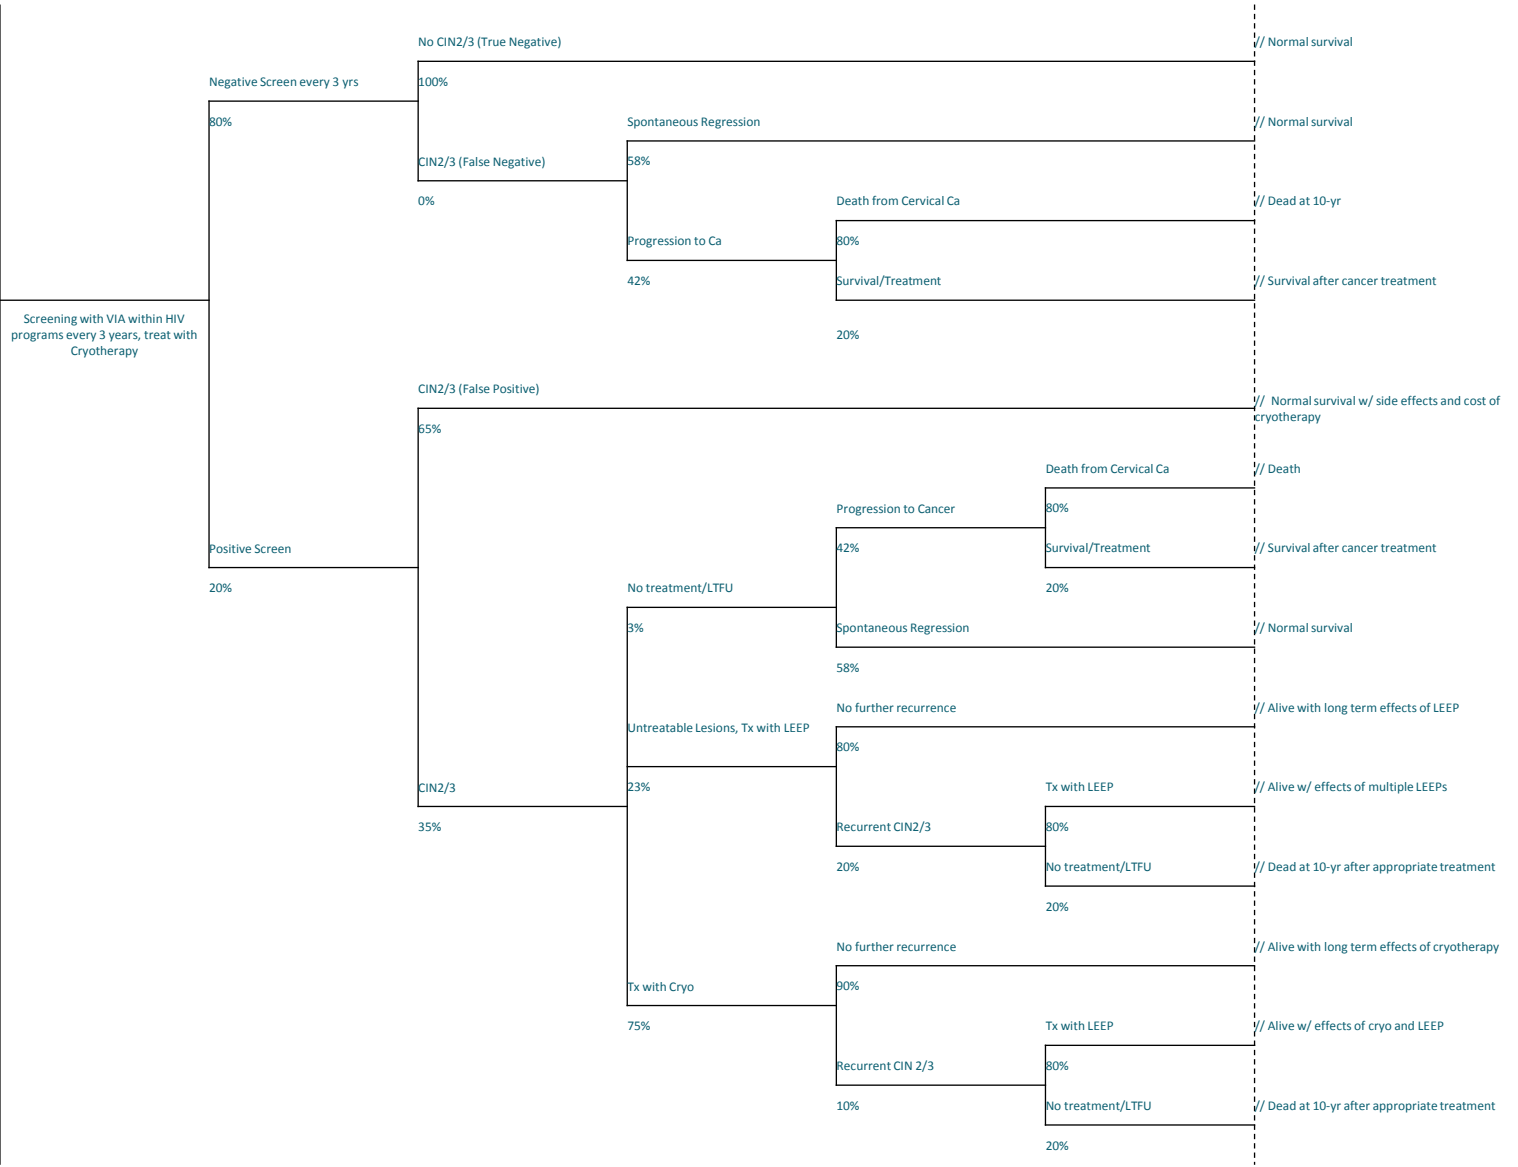 No CIN2/3 (True Negative)
// Normal survival
Negative Screen every 3 yrs
100%
80%
Spontaneous Regression
// Normal survival
CIN2/3 (False Negative)
58%
0%
Death from Cervical Ca
// Dead at 10-yr
Progression to Ca
80%
42%
Survival/Treatment
// Survival after cancer treatment
Screening with VIA within HIV
programs every 3 years, treat with
Cryotherapy
20%
CIN2/3 (False Positive)
// Normal survival w/ side effects and cost of
cryotherapy
65%
Death from Cervical Ca
// Death
Progression to Cancer
80%
Positive Screen
42%
Survival/Treatment
// Survival after cancer treatment
20%
No treatment/LTFU
20%
3%
Spontaneous Regression
// Normal survival
58%
No further recurrence
// Alive with long term effects of LEEP
Untreatable Lesions, Tx with LEEP
80%
CIN2/3
23%
Tx with LEEP
// Alive w/ effects of multiple LEEPs
35%
Recurrent CIN2/3
80%
20%
No treatment/LTFU
// Dead at 10-yr after appropriate treatment
20%
No further recurrence
// Alive with long term effects of cryotherapy
Tx with Cryo
90%
75%
Tx with LEEP
// Alive w/ effects of cryo and LEEP
Recurrent CIN 2/3
80%
10%
No treatment/LTFU
// Dead at 10-yr after appropriate treatment
20%